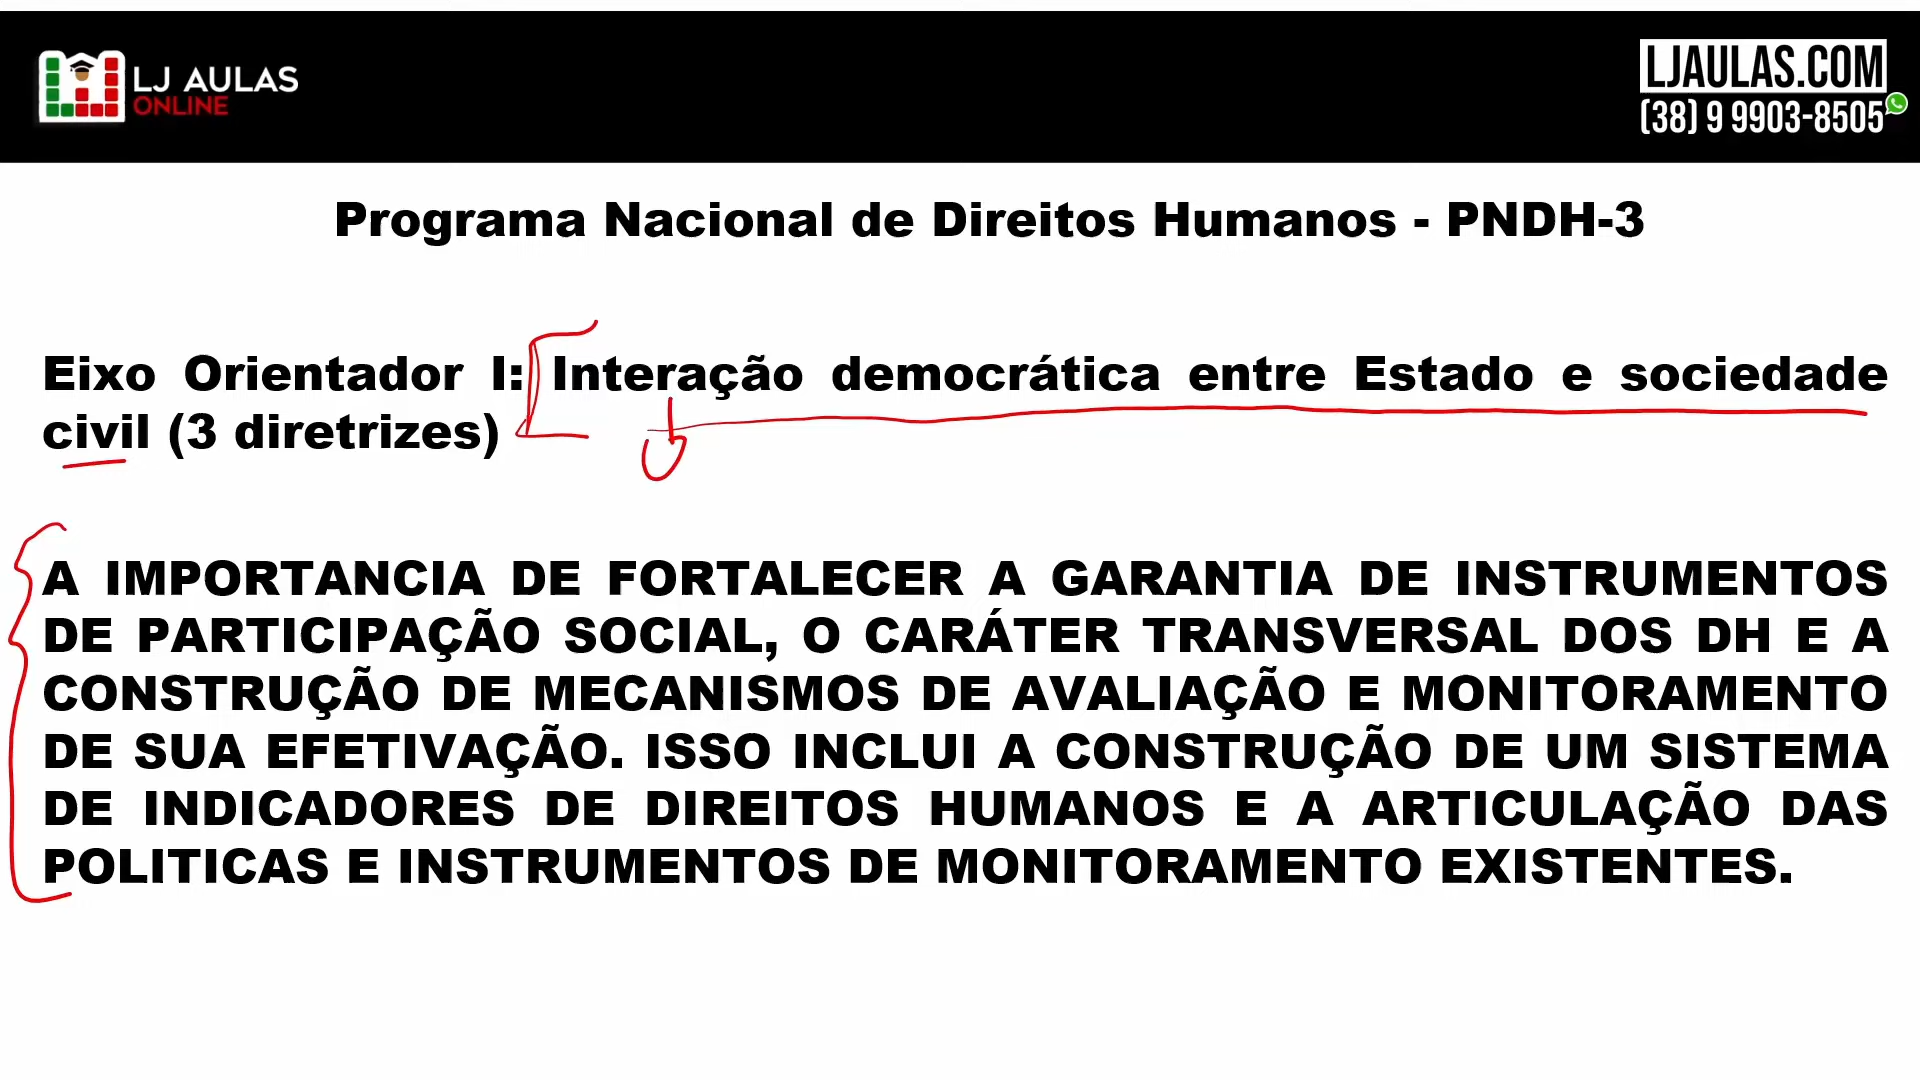 LJ AULAS
ONLINE
LJAULAS.COM
(38) 9 9903-8505
Programa Nacional de Direitos Humanos - PNDH-3
Eixo Orientador I: Interação democrática entre Estado e sociedade
civil (3 diretrizes)
A IMPORTANCIA DE FORTALECER A GARANTIA DE INSTRUMENTOS
DE PARTICIPAÇÃO SOCIAL, O CARÁTER TRANSVERSAL DOS DH E A
CONSTRUÇÃO DE MECANISMOS DE AVALIAÇÃO E MONITORAMENTO
DE SUA EFETIVAÇÃO. ISSO INCLUI A CONSTRUÇÃO DE UM SISTEMA
DE INDICADORES DE DIREITOS HUMANOS E A ARTICULAÇÃO DAS
POLITICAS E INSTRUMENTOS DE MONITORAMENTO EXISTENTES.